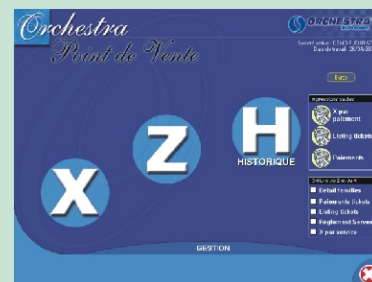 Orchestra
Point de Vente
ORCHESTRA
Euros
X par
paiement
Listing tickets
Paiements
X
Z
H
HISTORIQUE
Détail familles
Paiements tickets
Listing tickets
Règlement Serveur
X par service
GESTION